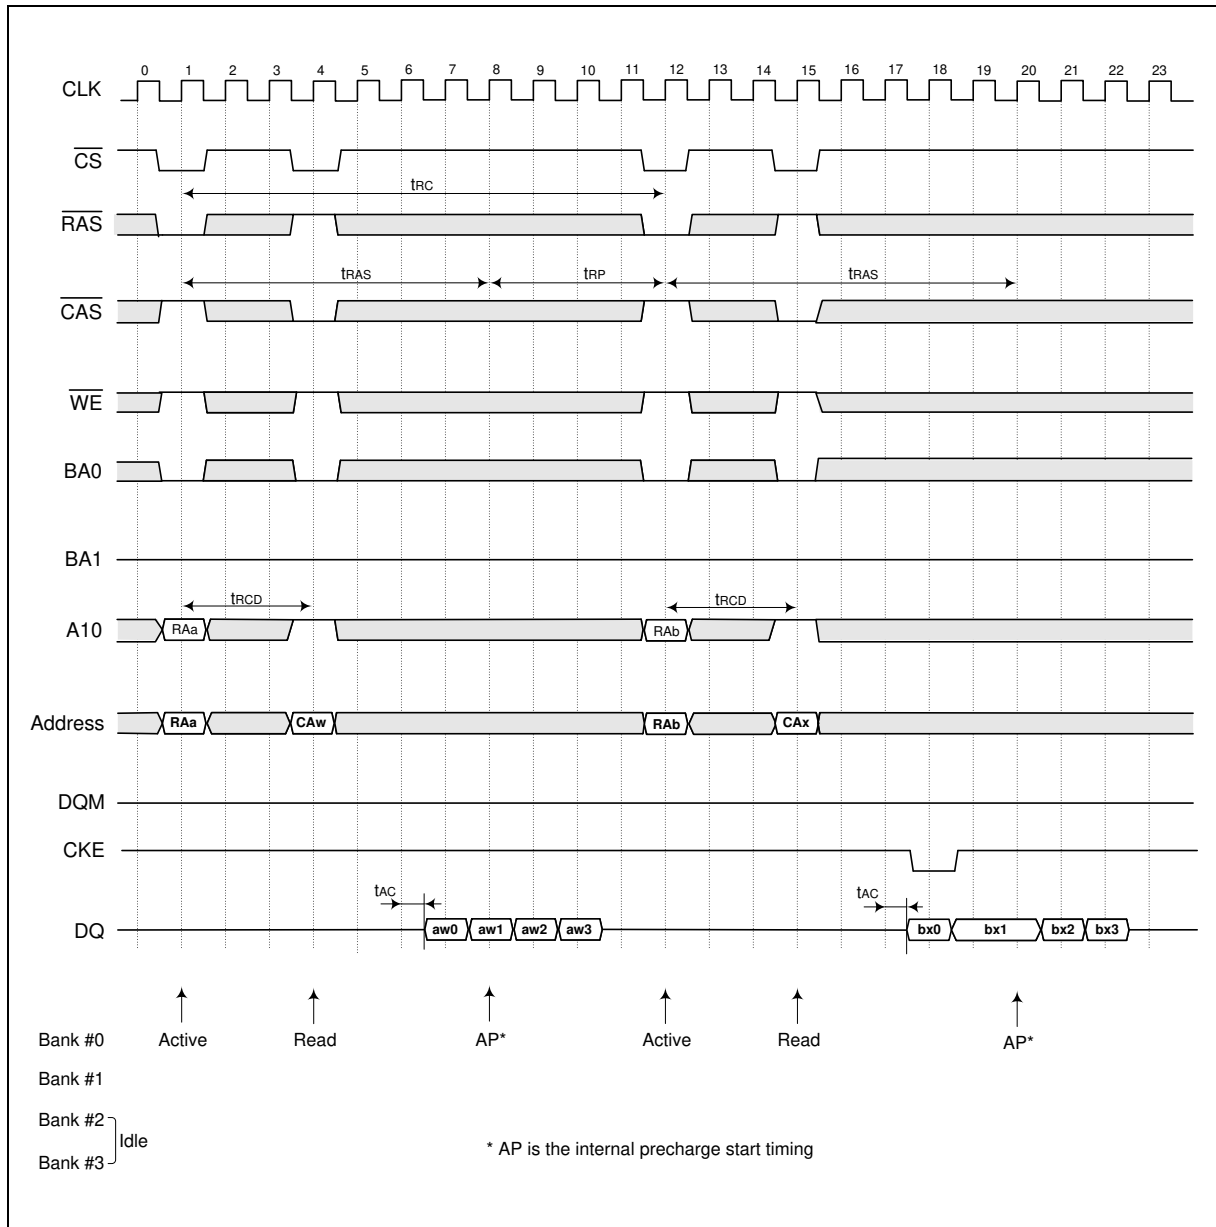 0 1 2 3 4 5 6 7 8 9 10 11 12 13 14 15 16 17 18 19 20 21 22 23
CLK
CS
tRC
RAS
tRAS tRP tRAS
CAS
WE
BA0
BA1
tRCD tRCD
A10 RAa RAb
Address RAa CAw RAb CAx
DQM
CKE
tAC tAC
DQ aw0 aw1 aw2 aw3 bx0 bx1 bx2 bx3
Bank #0 Active Read AP* Active Read AP*
Bank #1
Bank #2
Idle
Bank #3
* AP is the internal precharge start timing